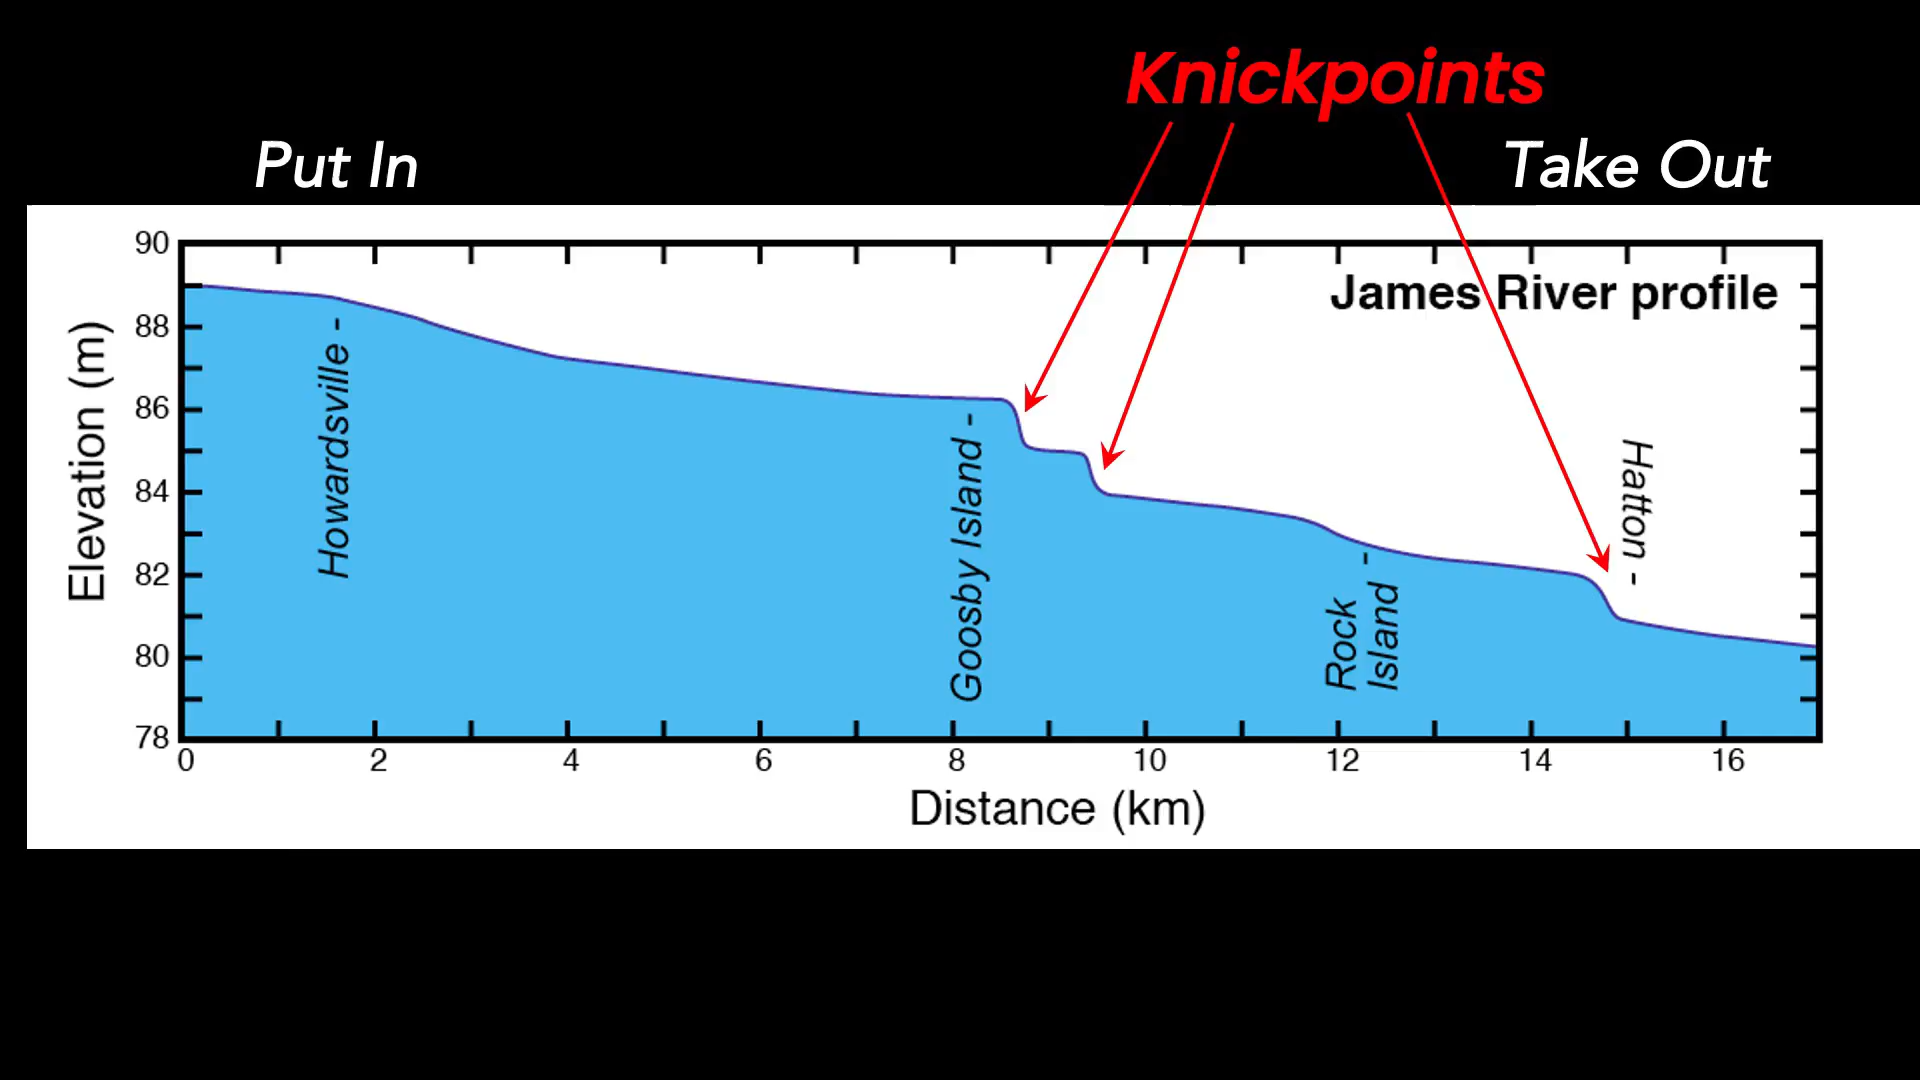 Knickpoints
Put In
Take Out
James River profile
Elevation (m)
90
88
86
84
82
80
78
Howardsville -
Goosby Island -
Rock
Island -
Hatton -
0 2 4 6 8 10 12 14 16
Distance (km)